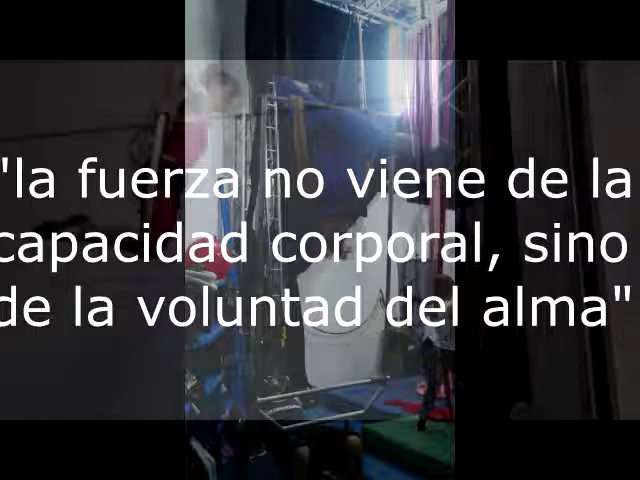 "la fuerza no viene de la
capacidad corporal, sino
de la voluntad del alma"